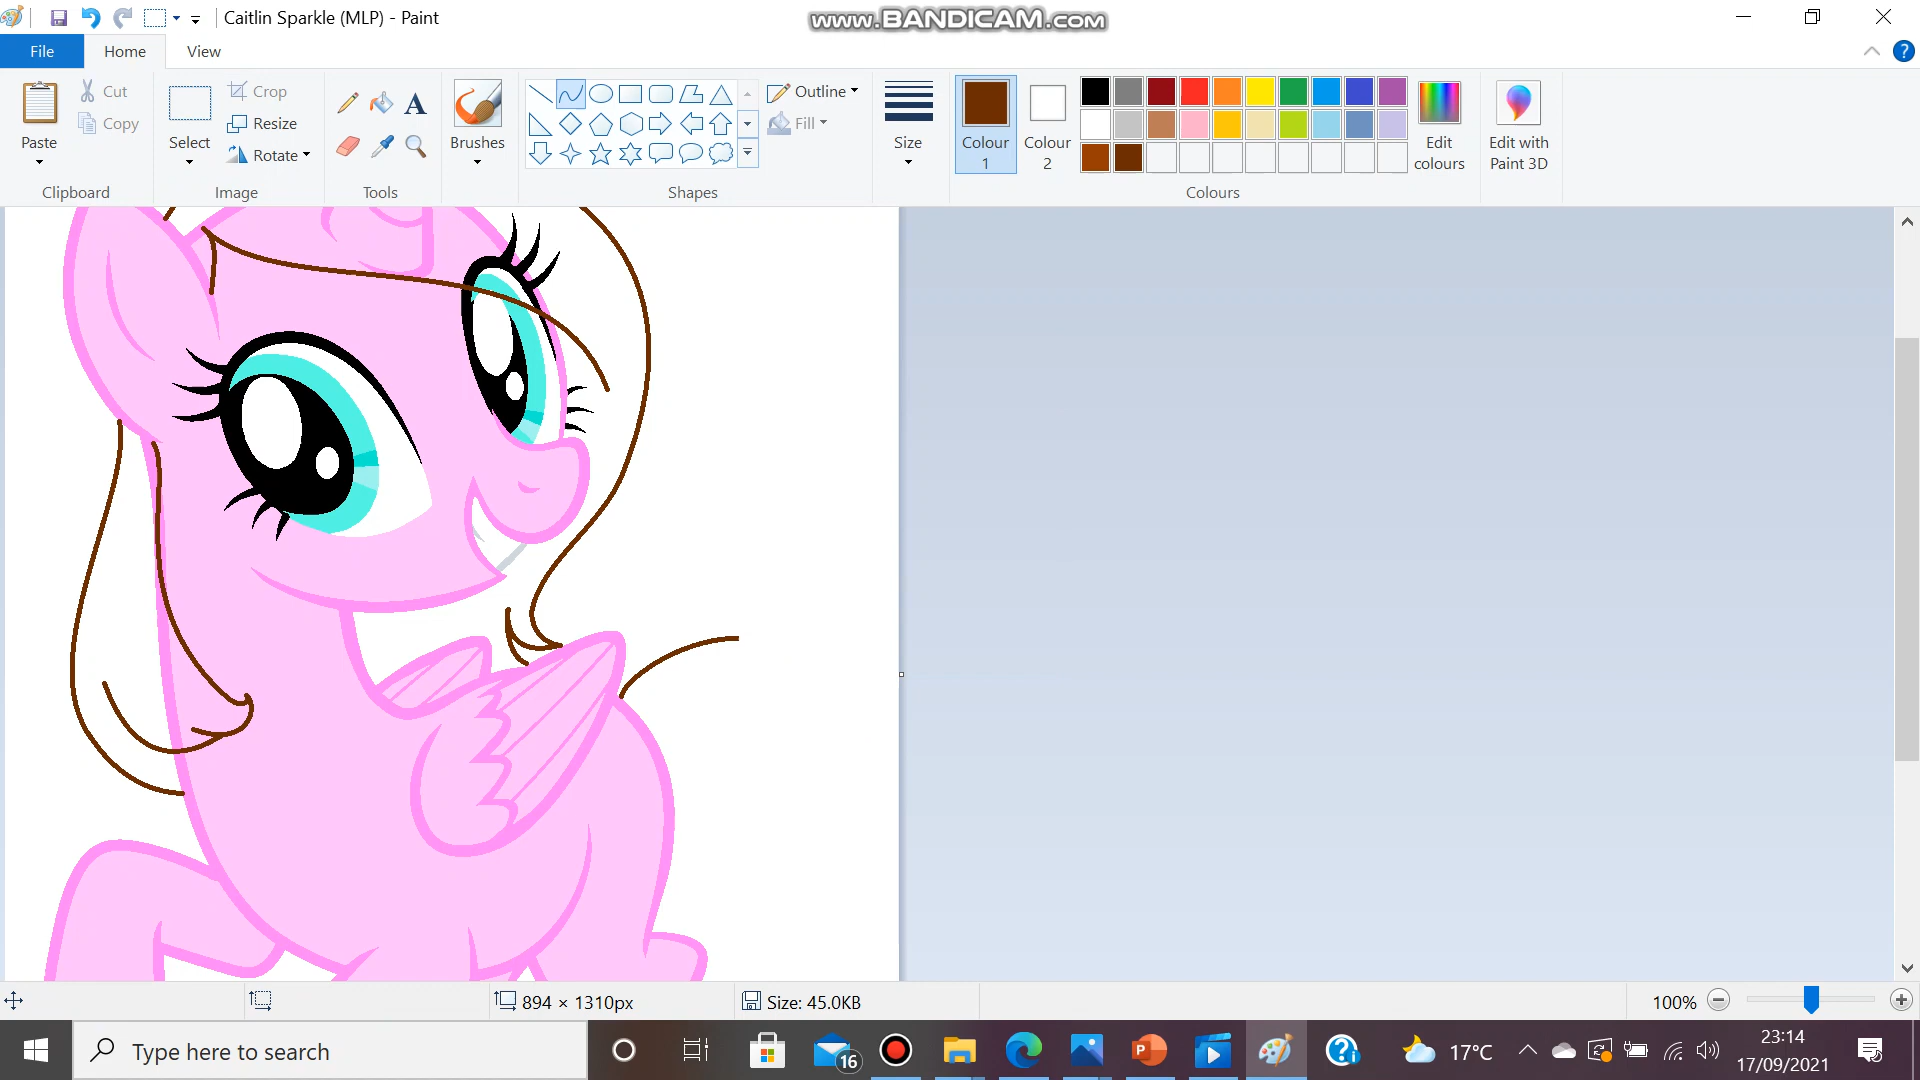 Caitlin Sparkle (MLP) - Paint
www.BANDICAM.com
File
Home
View
?
Paste
Cut
Copy
Clipboard
Select
Crop
Resize
Rotate
Image
A
Tools
Brushes
Outline
Fill
Shapes
Size
Colour
1
Colour
2
Edit
colours
Colours
Edit with
Paint 3D
894 × 1310px
Size: 45.0KB
100%
Type here to search
16
P
17°C
23:14
17/09/2021